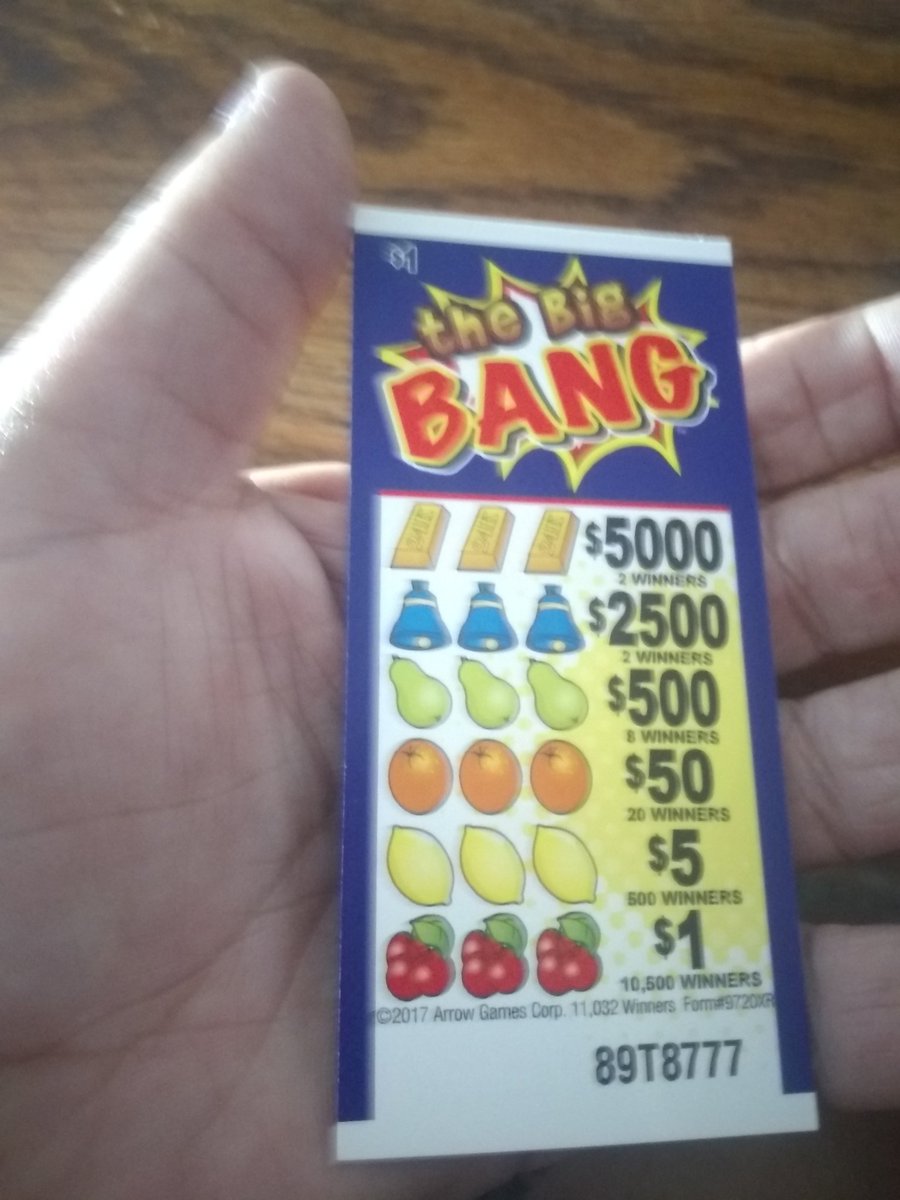 $1
the Big
BANG
$5000
2 WINNERS
$2500
2 WINNERS
$500
8 WINNERS
$50
20 WINNERS
$5
500 WINNERS
$1
10,500 WINNERS
©2017 Arrow Games Corp. 11,032 Winners Form#9720XR
89T8777